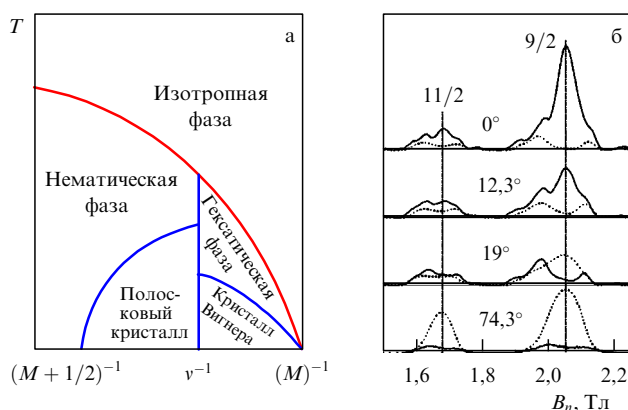 T
а
Изотропная
фаза
Нематическая
фаза
Гексатическая
фаза
Полос-
ковый
кристалл
Кристалл
Вигнера
(M + 1/2)⁻¹
ν⁻¹
(M)⁻¹
б
9/2
11/2
0°
12,3°
19°
74,3°
1,6
1,8
2,0
2,2
Bₙ, Тл